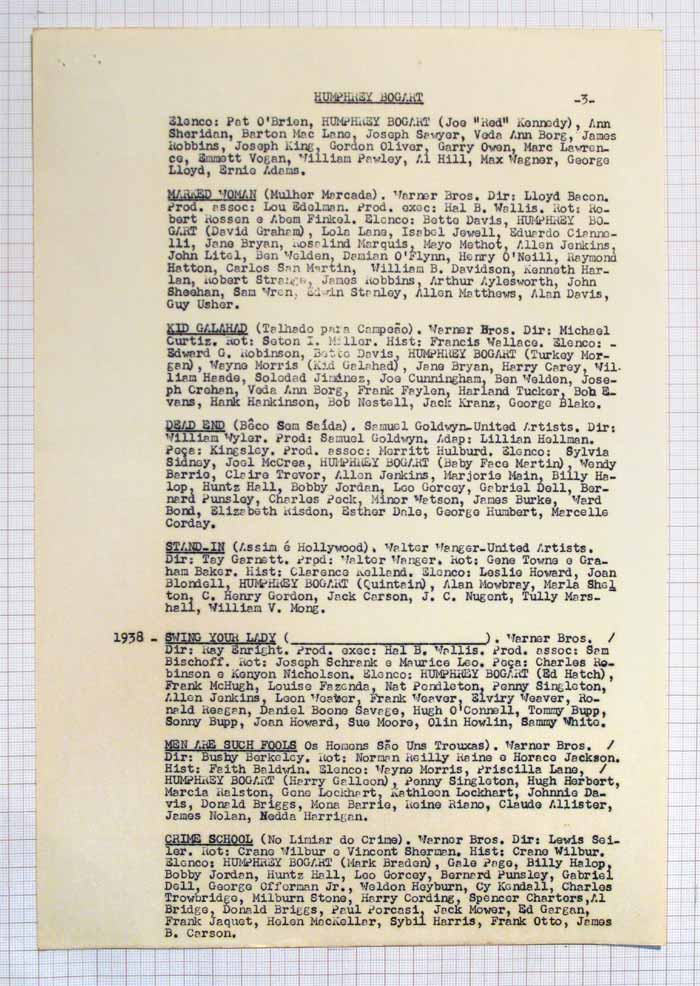 HUMPHREY BOGART -3-
Elenco: Pat O'Brien, HUMPHREY BOGART (Joe "Red" Kennedy), Ann
Sheridan, Barton Mac Lane, Joseph Sawyer, Veda Ann Borg, James
Robbins, Joseph King, Gordon Oliver, Garry Owen, Marc Lawren-
ce, Emmett Vogan, William Pawley, Al Hill, Max Wagner, George
Lloyd, Ernie Adams.
MARKED WOMAN (Mulher Marcada). Warner Bros. Dir: Lloyd Bacon.
Prod. assoc: Lou Edelman. Prod. exec: Hal B. Wallis. Rot: Ro-
bert Rossen e Abem Finkel. Elenco: Bette Davis, HUMPHREY BO-
GART (David Graham), Lola Lane, Isabel Jewell, Eduardo Cianne-
lli, Jane Bryan, Rosalind Marquis, Mayo Methot, Allen Jenkins,
John Litel, Ben Welden, Damian O'Flynn, Henry O'Neill, Raymond
Hatton, Carlos San Martin, William B. Davidson, Kenneth Har-
lan, Robert Strange, James Robbins, Arthur Aylesworth, John
Sheehan, Sam Wren, Edwin Stanley, Allen Matthews, Alan Davis,
Guy Usher.
KID GALAHAD (Talhado para Campeão). Warner Bros. Dir: Michael
Curtiz. Rot: Seton I. Miller. Hist: Francis Wallace. Elenco: -
Edward G. Robinson, Bette Davis, HUMPHREY BOGART (Turkey Mor-
gan), Wayne Morris (Kid Galahad), Jane Bryan, Harry Carey, Wil-
liam Haade, Soledad Jiminez, Joe Cunningham, Ben Welden, Jose-
ph Crehan, Veda Ann Borg, Frank Faylen, Harland Tucker, Bob E-
vans, Hank Hankinson, Bob Nestell, Jack Kranz, George Blake.
DEAD END (Bêco Sem Saída). Samuel Goldwyn-United Artists. Dir:
William Wyler. Prod: Samuel Goldwyn. Adap: Lillian Hellman.
Peça: Kingsley. Prod. assoc: Merritt Hulburd. Elenco: Sylvia
Sidney, Joel McCrea, HUMPHREY BOGART (Baby Face Martin), Wendy
Barrie, Claire Trevor, Allen Jenkins, Marjorie Main, Billy Ha-
lop, Huntz Hall, Bobby Jordan, Leo Gorcey, Gabriel Dell, Ber-
nard Punsley, Charles Peck, Minor Watson, James Burke, Ward
Bond, Elizabeth Risdon, Esther Dale, George Humbert, Marcelle
Corday.
STAND-IN (Assim é Hollywood). Walter Wanger-United Artists.
Dir: Tay Garnett. Prpd: Walter Wanger. Rot: Gene Towne e Gra-
ham Baker. Hist: Clarence Kelland. Elenco: Leslie Howard, Joan
Blondell, HUMPHREY BOGART (Quintain), Alan Mowbray, Marla Shel
ton, C. Henry Gordon, Jack Carson, J. C. Nugent, Tully Mars-
hall, William V. Mong.
1938 - SWING YOUR LADY (____________________). Warner Bros. /
Dir: Ray Enright. Prod. exec: Hal B. Wallis. Prod. assoc: Sam
Bischoff. Rot: Joseph Schrank e Maurice Leo. Peça: Charles Ro-
binson e Kenyon Nicholson. Elenco: HUMPHREY BOGART (Ed Hatch),
Frank McHugh, Louise Fazenda, Nat Pendleton, Penny Singleton,
Allen Jenkins, Leon Weaver, Frank Weaver, Elviry Weaver, Ro-
nald Reagan, Daniel Boone Savage, Hugh O'Connell, Tommy Bupp,
Sonny Bupp, Joan Howard, Sue Moore, Olin Howlin, Sammy White.
MEN ARE SUCH FOOLS Os Homens São Uns Trouxas). Warner Bros. /
Dir: Busby Berkeley. Rot: Norman Reilly Raine e Horace Jackson.
Hist: Faith Baldwin. Elenco: Wayne Morris, Priscilla Lane, /
HUMPHREY BOGART (Harry Galleon), Penny Singleton, Hugh Herbert,
Marcia Ralston, Gene Lockhart, Kathleen Lockhart, Johnnie Da-
vis, Donald Briggs, Mona Barrie, Reine Riano, Claude Allister,
James Nolan, Nedda Harrigan.
CRIME SCHOOL (No Limiar do Crime). Warner Bros. Dir: Lewis Sei-
ler. Rot: Crane Wilbur e Vincent Sherman. Hist: Crane Wilbur.
Elenco: HUMPHREY BOGART (Mark Braden), Gale Page, Billy Halop,
Bobby Jordan, Huntz Hall, Leo Gorcey, Bernard Punsley, Gabriel
Dell, George Offerman Jr., Weldon Heyburn, Cy Kendall, Charles
Trowbridge, Milburn Stone, Harry Cording, Spencer Charters,Al
Bridge, Donald Briggs, Paul Porcasi, Jack Mower, Ed Gargan,
Frank Jaquet, Helen MacKellar, Sybil Harris, Frank Otto, James
B. Carson.